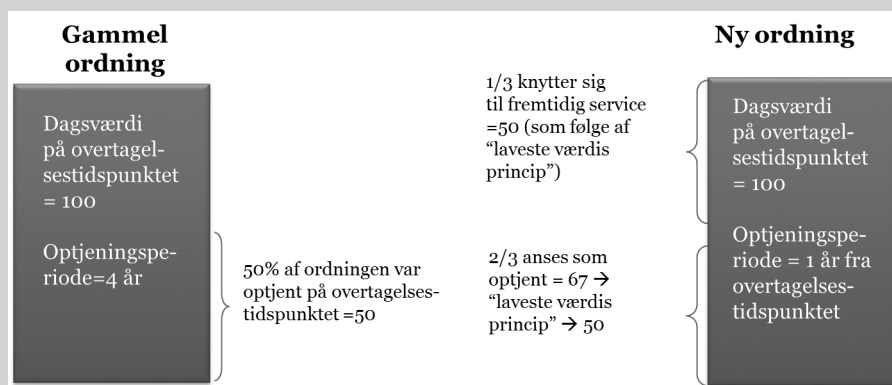 Gammel
ordning
Dagsværdi
på overtagel-
sestidspunktet
= 100
Optjeningspe-
riode=4 år
50% af ordningen var
optjent på overtagelses-
tidspunktet =50
1/3 knytter sig
til fremtidig service
=50 (som følge af
“laveste værdis
princip”)
2/3 anses som
optjent = 67 →
“laveste værdis
princip” → 50
Ny ordning
Dagsværdi
på overtagel-
sestidspunktet
= 100
Optjeningspe-
riode = 1 år fra
overtagelses-
tidspunktet